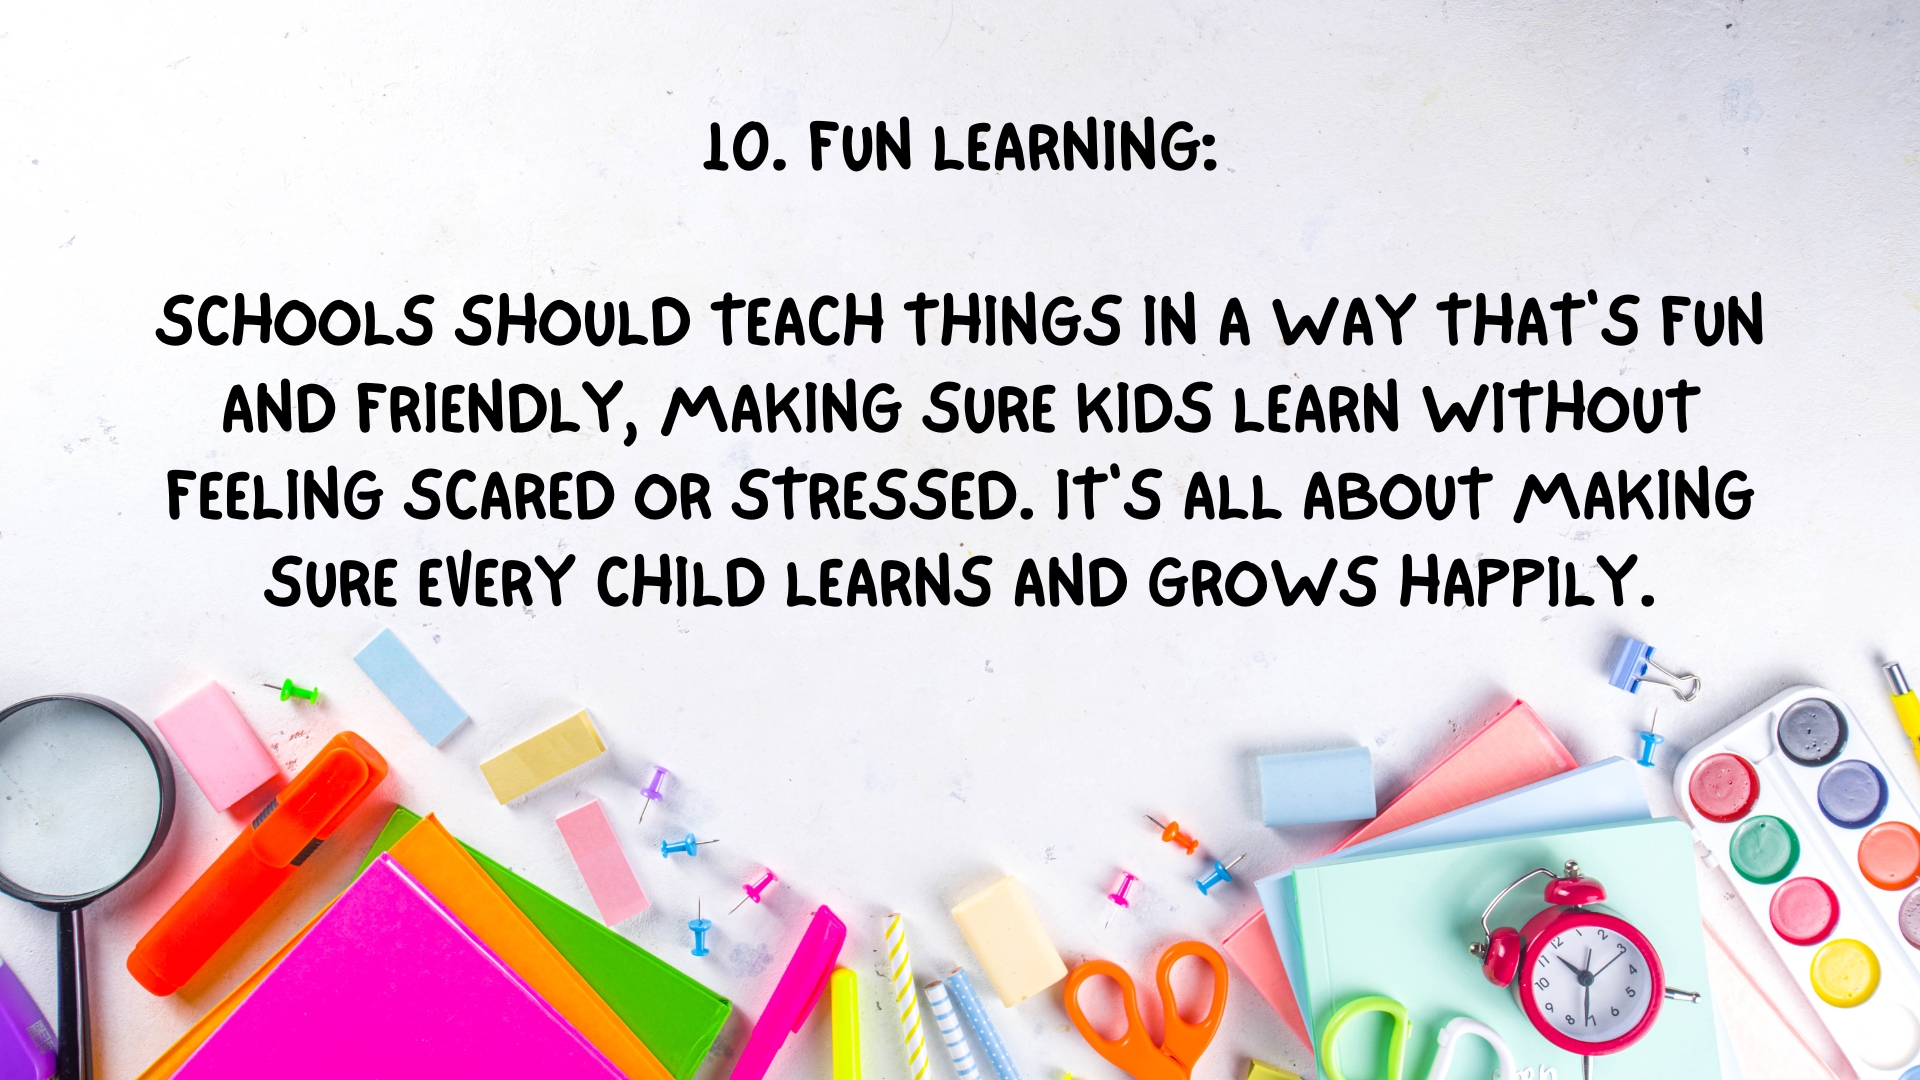 10. FUN LEARNING:
SCHOOLS SHOULD TEACH THINGS IN A WAY THAT'S FUN
AND FRIENDLY, MAKING SURE KIDS LEARN WITHOUT
FEELING SCARED OR STRESSED. IT'S ALL ABOUT MAKING
SURE EVERY CHILD LEARNS AND GROWS HAPPILY.